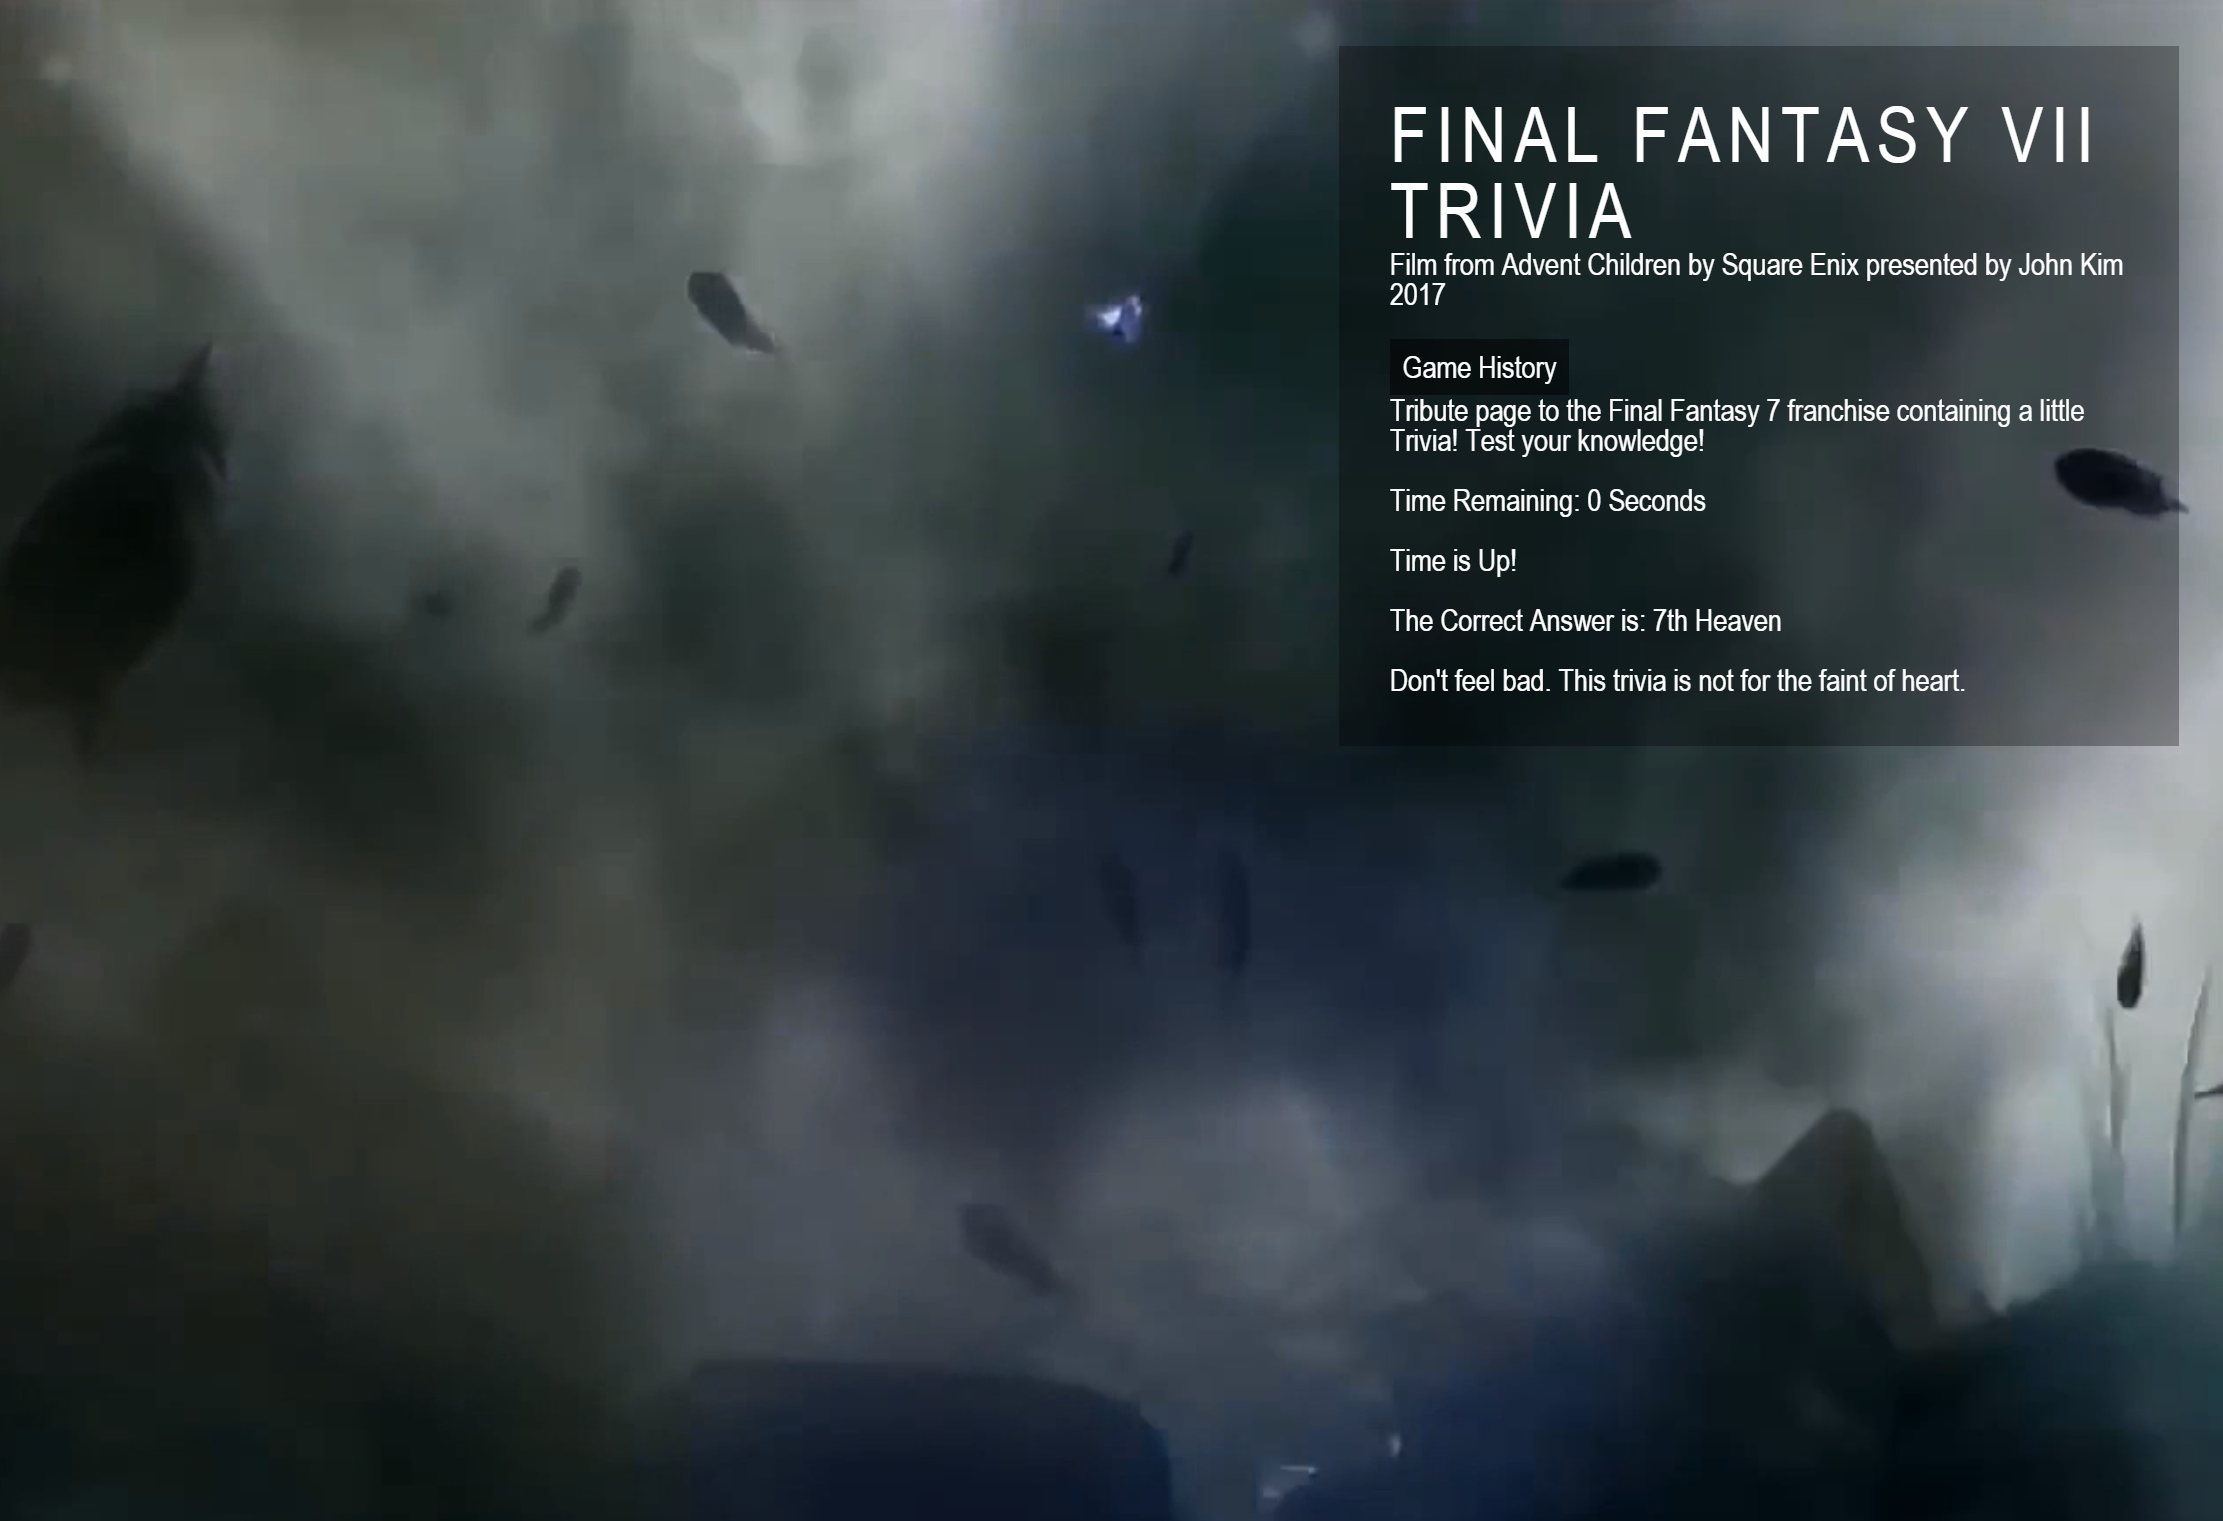 FINAL FANTASY VII
TRIVIA
Film from Advent Children by Square Enix presented by John Kim
2017
Game History
Tribute page to the Final Fantasy 7 franchise containing a little
Trivia! Test your knowledge!
Time Remaining: 0 Seconds
Time is Up!
The Correct Answer is: 7th Heaven
Don't feel bad. This trivia is not for the faint of heart.